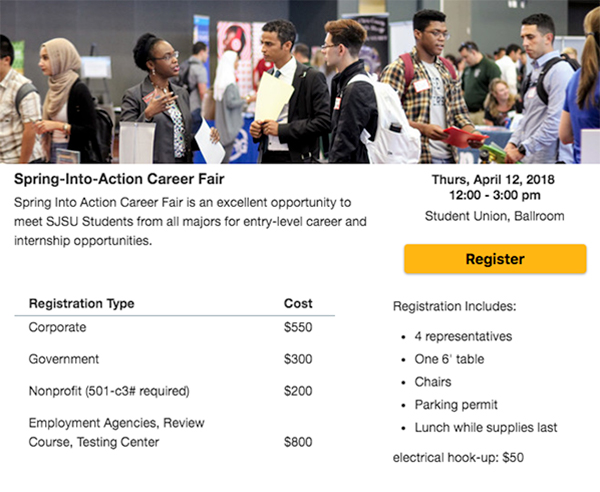 Spring-Into-Action Career Fair
Spring Into Action Career Fair is an excellent opportunity to
meet SJSU Students from all majors for entry-level career and
internship opportunities.
Thurs, April 12, 2018
12:00 - 3:00 pm
Student Union, Ballroom
Register
Registration Type Cost
Corporate $550
Government $300
Nonprofit (501-c3# required) $200
Employment Agencies, Review
Course, Testing Center $800
Registration Includes:
• 4 representatives
• One 6' table
• Chairs
• Parking permit
• Lunch while supplies last
electrical hook-up: $50